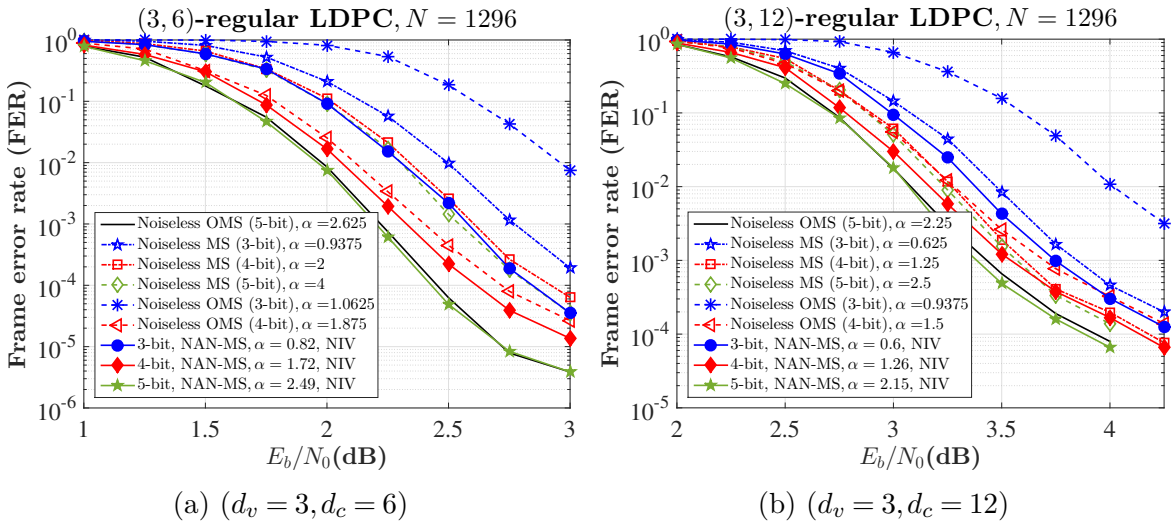 (3, 6)-regular LDPC, N = 1296
Frame error rate (FER)
10^0
10^-1
10^-2
10^-3
10^-4
10^-5
10^-6
Noiseless OMS (5-bit), α =2.625
Noiseless MS (3-bit), α =0.9375
Noiseless MS (4-bit), α =2
Noiseless MS (5-bit), α =4
Noiseless OMS (3-bit), α =1.0625
Noiseless OMS (4-bit), α =1.875
3-bit, NAN-MS, α = 0.82, NIV
4-bit, NAN-MS, α = 1.72, NIV
5-bit, NAN-MS, α = 2.49, NIV
1 1.5 2 2.5 3
E_b/N_0(dB)
(a) (d_v = 3, d_c = 6)
(3, 12)-regular LDPC, N = 1296
Frame error rate (FER)
10^0
10^-1
10^-2
10^-3
10^-4
10^-5
Noiseless OMS (5-bit), α =2.25
Noiseless MS (3-bit), α =0.625
Noiseless MS (4-bit), α =1.25
Noiseless MS (5-bit), α =2.5
Noiseless OMS (3-bit), α =0.9375
Noiseless OMS (4-bit), α =1.5
3-bit, NAN-MS, α = 0.6, NIV
4-bit, NAN-MS, α = 1.26, NIV
5-bit, NAN-MS, α = 2.15, NIV
2 2.5 3 3.5 4
E_b/N_0(dB)
(b) (d_v = 3, d_c = 12)